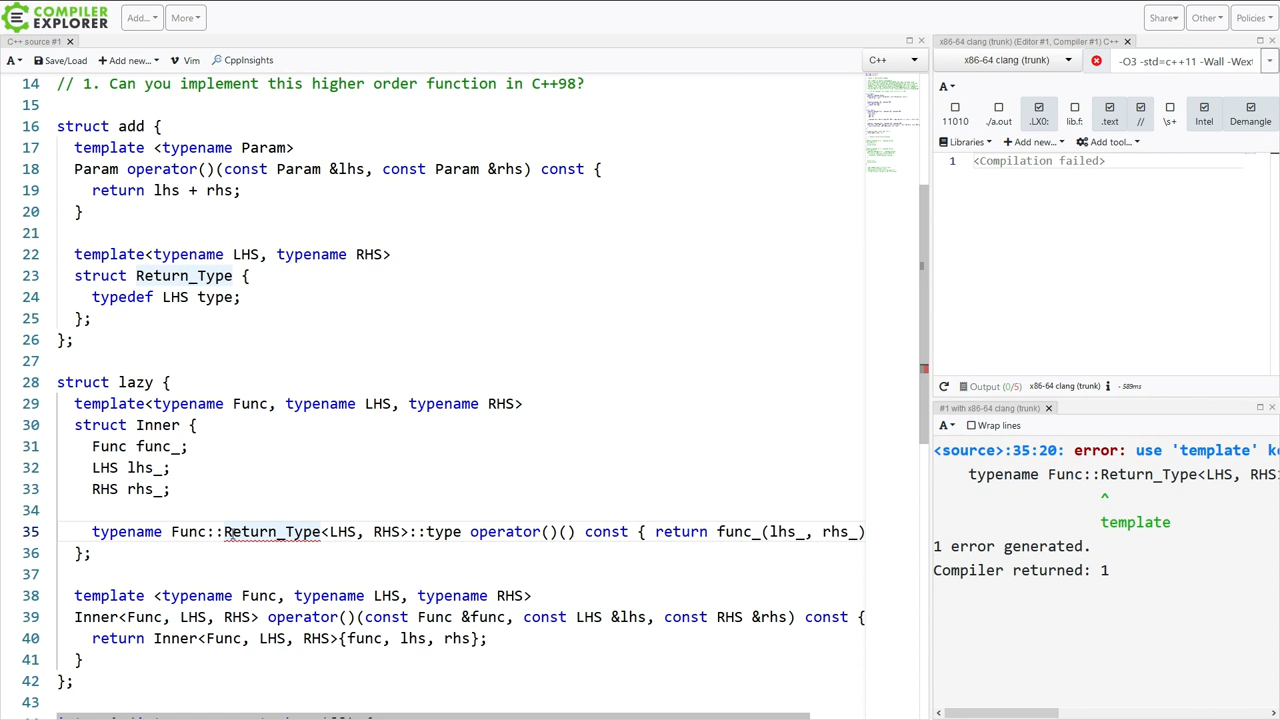 COMPILER
EXPLORER
Add...
More
Share
Other
Policies
C++ source #1
x86-64 clang (trunk) (Editor #1, Compiler #1) C++
A
Save/Load
Add new...
Vim
CppInsights
C++
x86-64 clang (trunk)
-O3 -std=c++11 -Wall -Wext
A
11010
./a.out
.LX0:
lib.f:
.text
//
\s+
Intel
Demangle
Libraries
Add new...
Add tool...
1 <Compilation failed>
14 // 1. Can you implement this higher order function in C++98?
15
16 struct add {
17 template <typename Param>
18 Param operator()(const Param &lhs, const Param &rhs) const {
19 return lhs + rhs;
20 }
21
22 template<typename LHS, typename RHS>
23 struct Return_Type {
24 typedef LHS type;
25 };
26 };
27
28 struct lazy {
29 template<typename Func, typename LHS, typename RHS>
30 struct Inner {
31 Func func_;
32 LHS lhs_;
33 RHS rhs_;
34
35 typename Func::Return_Type<LHS, RHS>::type operator()() const { return func_(lhs_, rhs_)
36 };
37
38 template <typename Func, typename LHS, typename RHS>
39 Inner<Func, LHS, RHS> operator()(const Func &func, const LHS &lhs, const RHS &rhs) const {
40 return Inner<Func, LHS, RHS>{func, lhs, rhs};
41 }
42 };
43
Output (0/5)
x86-64 clang (trunk)
- 589ms
#1 with x86-64 clang (trunk)
A
Wrap lines
<source>:35:20: error: use 'template' ke
typename Func::Return_Type<LHS, RHS>
^
template
1 error generated.
Compiler returned: 1